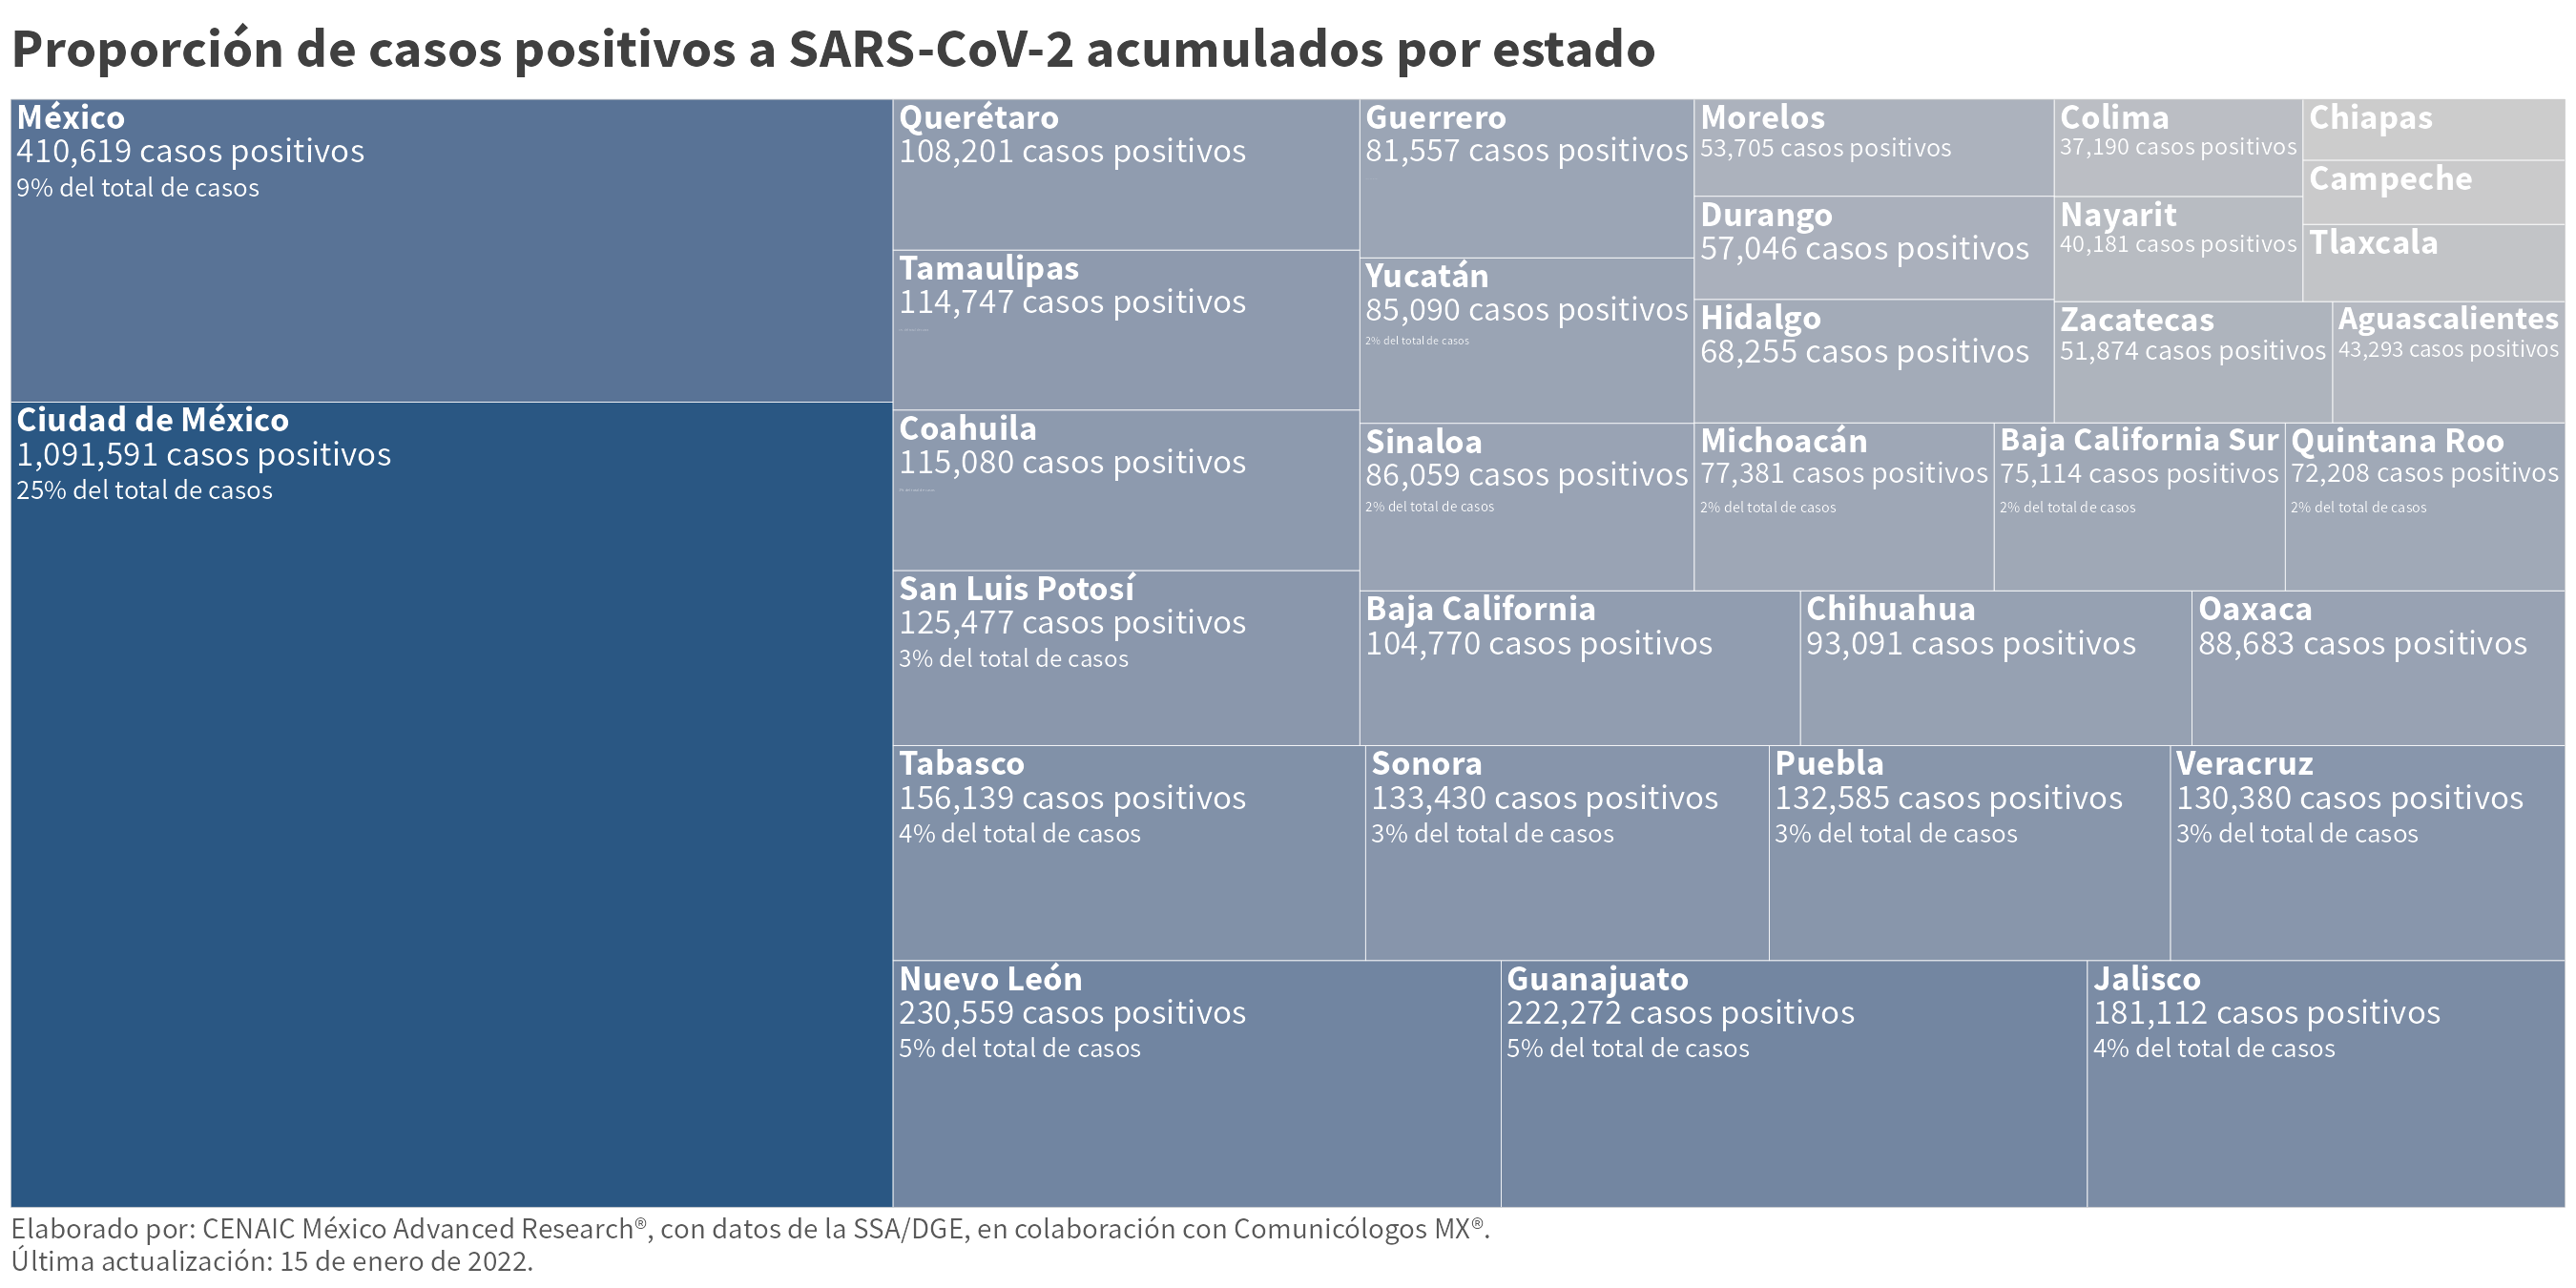 Proporción de casos positivos a SARS-CoV-2 acumulados por estado
México
410,619 casos positivos
9% del total de casos
Ciudad de México
1,091,591 casos positivos
25% del total de casos
Querétaro
108,201 casos positivos
Tamaulipas
114,747 casos positivos
Coahuila
115,080 casos positivos
San Luis Potosí
125,477 casos positivos
3% del total de casos
Guerrero
81,557 casos positivos
Yucatán
85,090 casos positivos
2% del total de casos
Sinaloa
86,059 casos positivos
2% del total de casos
Morelos
53,705 casos positivos
Durango
57,046 casos positivos
Hidalgo
68,255 casos positivos
Colima
37,190 casos positivos
Nayarit
40,181 casos positivos
Chiapas
Campeche
Tlaxcala
Zacatecas
51,874 casos positivos
Aguascalientes
43,293 casos positivos
Michoacán
77,381 casos positivos
2% del total de casos
Baja California Sur
75,114 casos positivos
2% del total de casos
Quintana Roo
72,208 casos positivos
2% del total de casos
Baja California
104,770 casos positivos
Chihuahua
93,091 casos positivos
Oaxaca
88,683 casos positivos
Tabasco
156,139 casos positivos
4% del total de casos
Sonora
133,430 casos positivos
3% del total de casos
Puebla
132,585 casos positivos
3% del total de casos
Veracruz
130,380 casos positivos
3% del total de casos
Nuevo León
230,559 casos positivos
5% del total de casos
Guanajuato
222,272 casos positivos
5% del total de casos
Jalisco
181,112 casos positivos
4% del total de casos
Elaborado por: CENAIC México Advanced Research®, con datos de la SSA/DGE, en colaboración con Comunicólogos MX®.
Última actualización: 15 de enero de 2022.